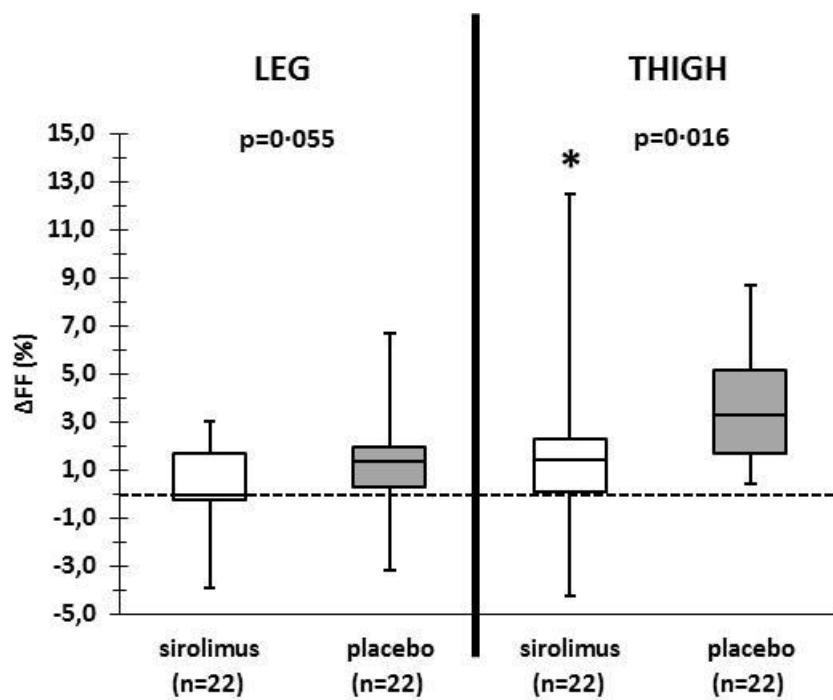 LEG
THIGH
p=0·055
p=0·016
*
ΔFF (%)
15,0
13,0
11,0
9,0
7,0
5,0
3,0
1,0
-1,0
-3,0
-5,0
sirolimus
(n=22)
placebo
(n=22)
sirolimus
(n=22)
placebo
(n=22)